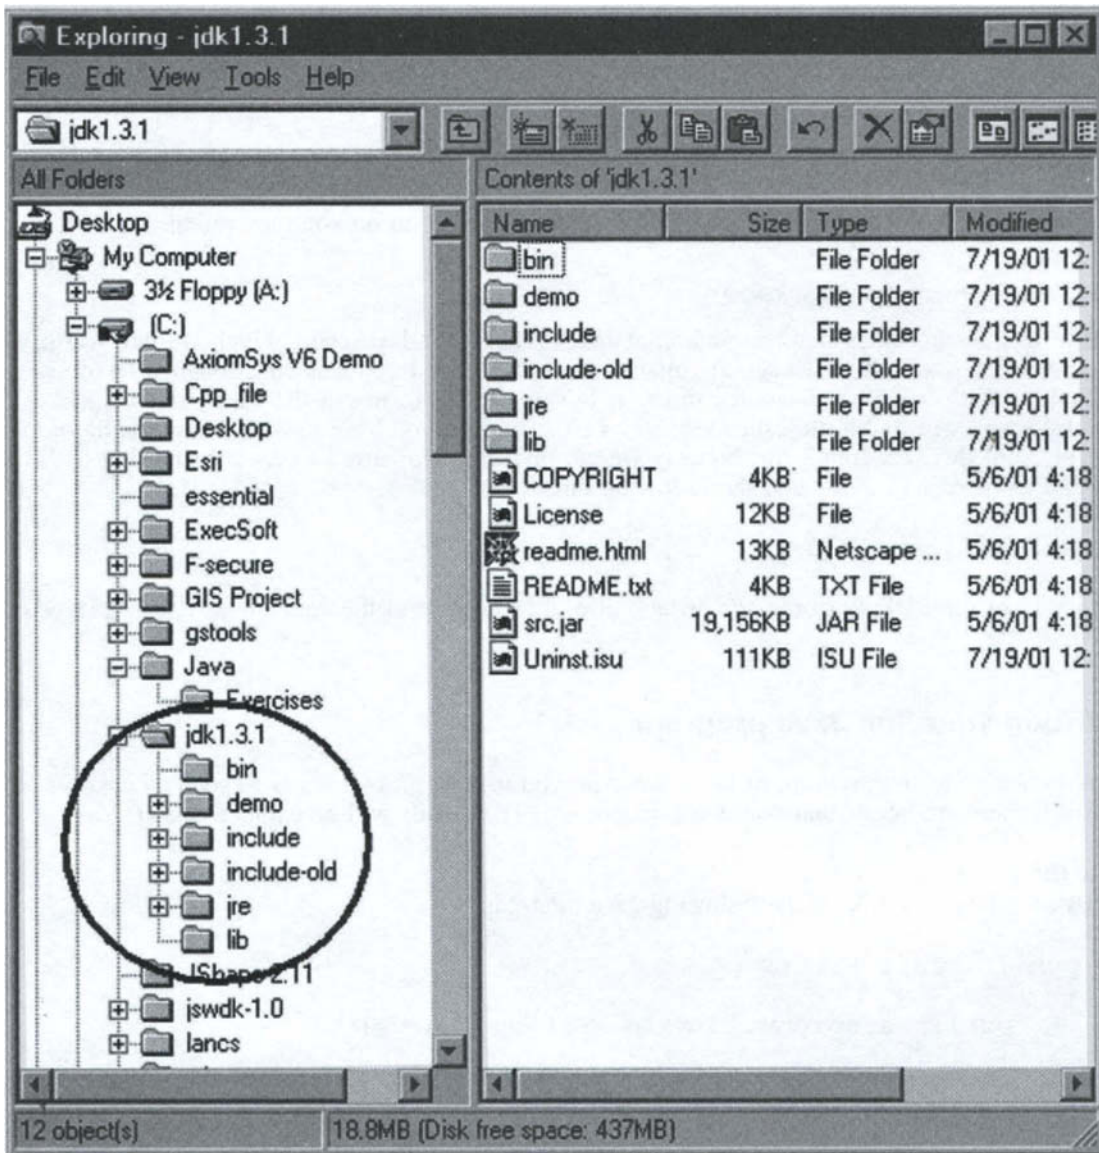 Exploring - jdk1.3.1
File Edit View Tools Help
jdk1.3.1
All Folders
Contents of 'jdk1.3.1'
Desktop
My Computer
3½ Floppy (A:)
(C:)
AxiomSys V6 Demo
Cpp_file
Desktop
Esri
essential
ExecSoft
F-secure
GIS Project
gstools
Java
Exercises
jdk1.3.1
bin
demo
include
include-old
jre
lib
JShape 2.11
jswdk-1.0
lancs
Name Size Type Modified
bin File Folder 7/19/01 12:
demo File Folder 7/19/01 12:
include File Folder 7/19/01 12:
include-old File Folder 7/19/01 12:
jre File Folder 7/19/01 12:
lib File Folder 7/19/01 12:
COPYRIGHT 4KB File 5/6/01 4:18
License 12KB File 5/6/01 4:18
readme.html 13KB Netscape ... 5/6/01 4:18
README.txt 4KB TXT File 5/6/01 4:18
src.jar 19,156KB JAR File 5/6/01 4:18
Uninst.isu 111KB ISU File 7/19/01 12:
12 object(s)
18.8MB (Disk free space: 437MB)